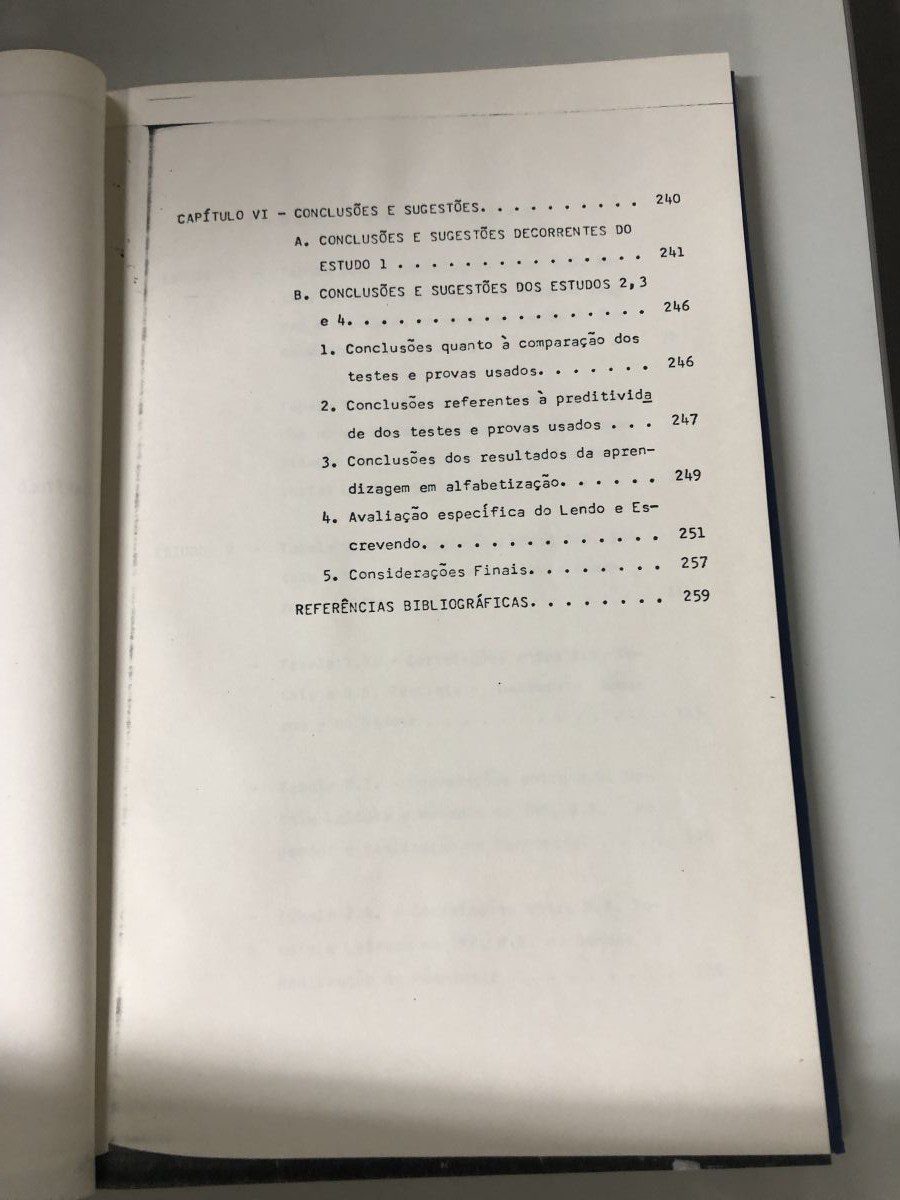 CAPÍTULO VI - CONCLUSÕES E SUGESTÕES. . . . . . . . . . 240
A. CONCLUSÕES E SUGESTÕES DECORRENTES DO
ESTUDO 1 . . . . . . . . . . . . . . . 241
B. CONCLUSÕES E SUGESTÕES DOS ESTUDOS 2,3
e 4. . . . . . . . . . . . . . . . . . 246
1. Conclusões quanto à comparação dos
testes e provas usados. . . . . . . 246
2. Conclusões referentes à preditivida
de dos testes e provas usados . . . 247
3. Conclusões dos resultados da apren-
dizagem em alfabetização. . . . . . 249
4. Avaliação específica do Lendo e Es-
crevendo. . . . . . . . . . . . . 251
5. Considerações Finais. . . . . . . . 257
REFERÊNCIAS BIBLIOGRÁFICAS. . . . . . . . 259